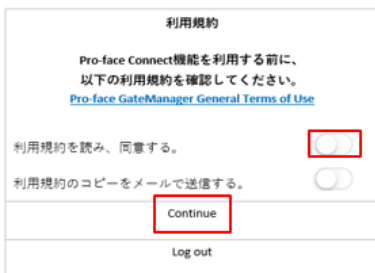 利用規約
Pro-face Connect機能を利用する前に、
以下の利用規約を確認してください。
Pro-face GateManager General Terms of Use
利用規約を読み、同意する。
利用規約のコピーをメールで送信する。
Continue
Log out